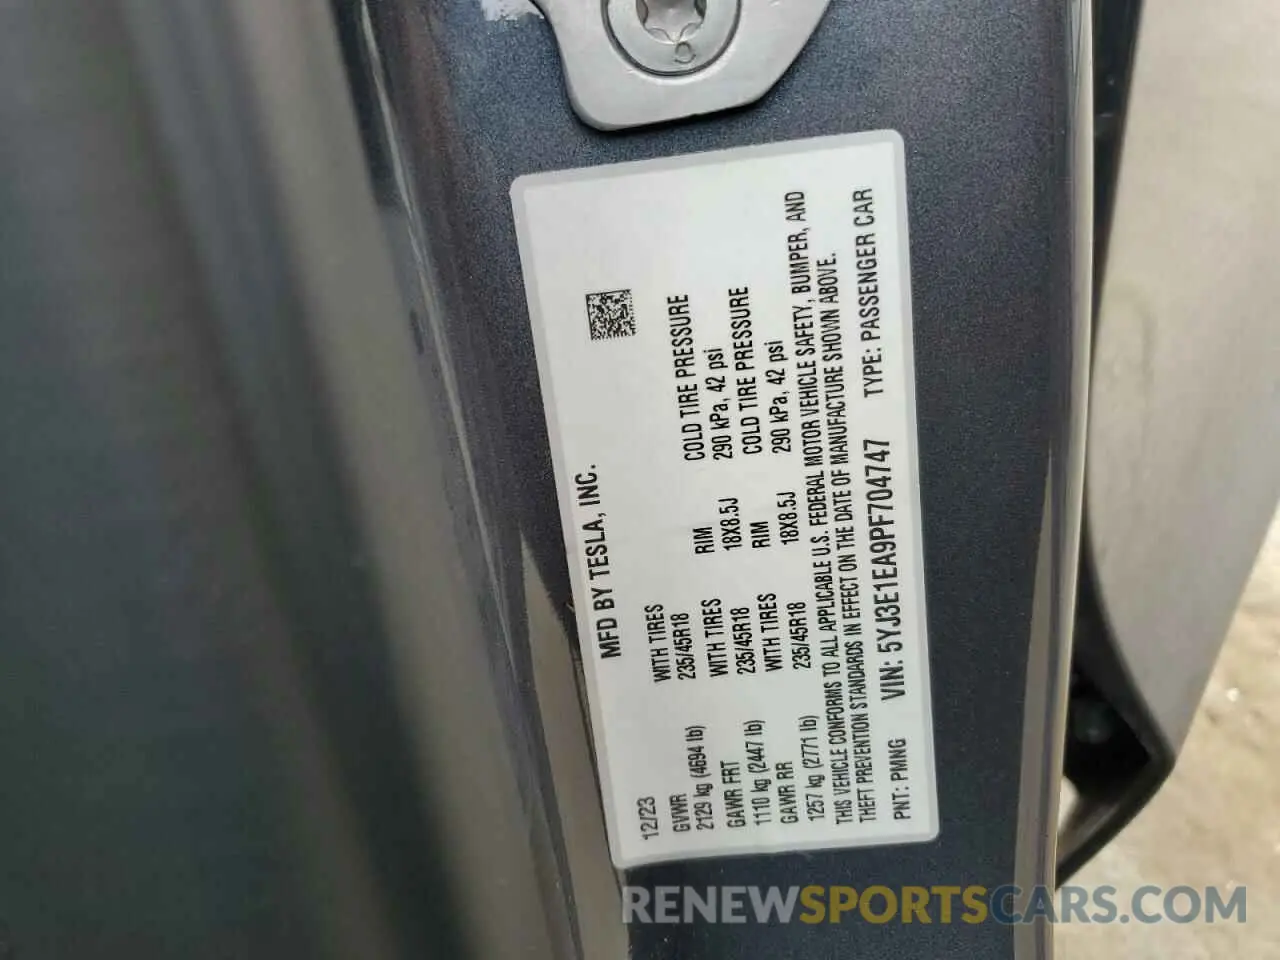 MFD BY TESLA, INC.
12/23
GVWR WITH TIRES RIM COLD TIRE PRESSURE
2129 kg (4694 lb) 235/45R18 18X8.5J 290 kPa, 42 psi
GAWR FRT WITH TIRES RIM COLD TIRE PRESSURE
1110 kg (2447 lb) 235/45R18 18X8.5J 290 kPa, 42 psi
GAWR RR WITH TIRES
1257 kg (2771 lb) 235/45R18
THIS VEHICLE CONFORMS TO ALL APPLICABLE U.S. FEDERAL MOTOR VEHICLE SAFETY, BUMPER, AND
THEFT PREVENTION STANDARDS IN EFFECT ON THE DATE OF MANUFACTURE SHOWN ABOVE.
PNT: PMNG VIN: 5YJ3E1EA9PF704747 TYPE: PASSENGER CAR
RENEWSPORTSCARS.COM